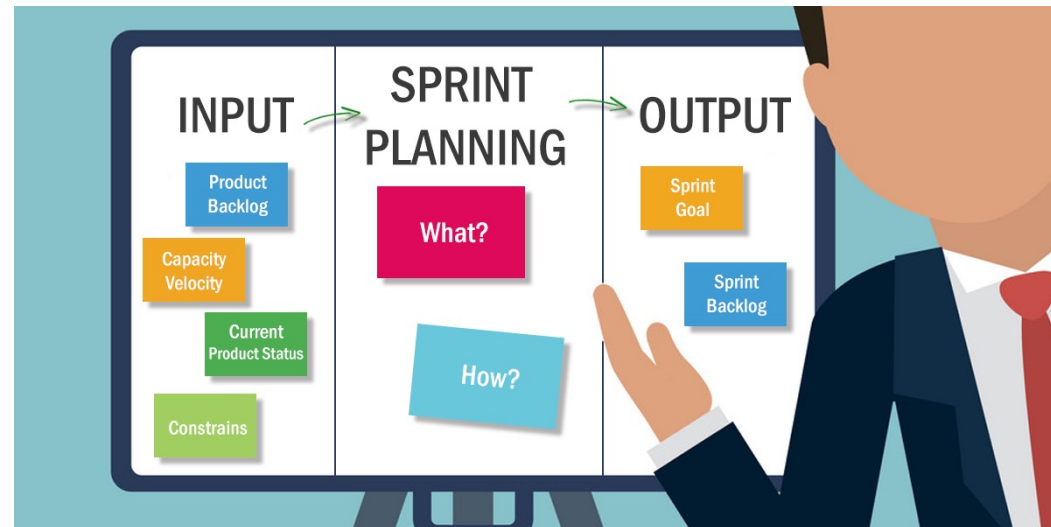 INPUT
Product
Backlog
Capacity
Velocity
Current
Product Status
Constrains
SPRINT
PLANNING
What?
How?
OUTPUT
Sprint
Goal
Sprint
Backlog